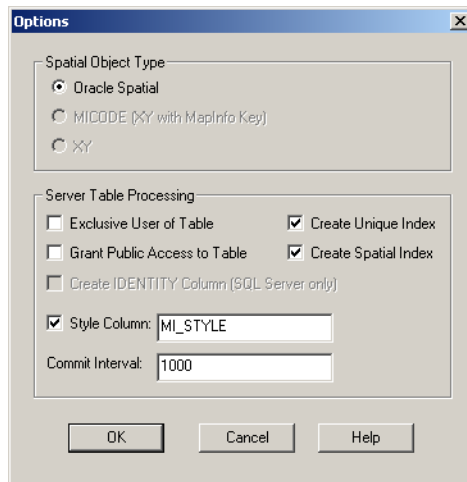 Options
Spatial Object Type
Oracle Spatial
MICODE (XY with MapInfo Key)
XY
Server Table Processing
Exclusive User of Table
Create Unique Index
Grant Public Access to Table
Create Spatial Index
Create IDENTITY Column (SQL Server only)
Style Column: MI_STYLE
Commit Interval: 1000
OK Cancel Help